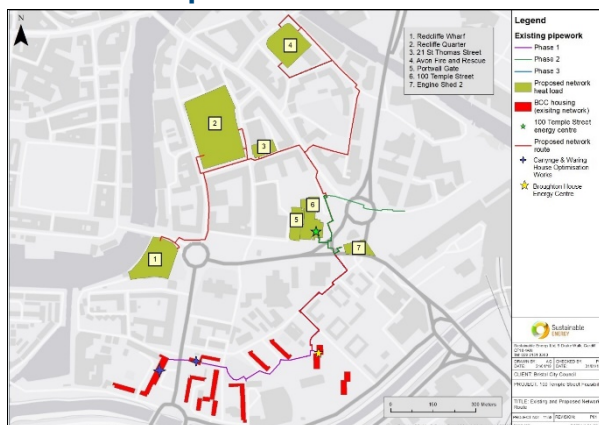 N
1. Redcliffe Wharf
2. Recliffe Quarter
3. 21 St Thomas Street
4. Avon Fire and Rescue
5. Portwall Gate
6. 100 Temple Street
7. Engine Shed 2
4
2
3
6
5
7
1
Legend
Existing pipework
Phase 1
Phase 2
Phase 3
Proposed network
heat load
BCC housing
(existing network)
100 Temple Street
energy centre
Proposed network
route
Canynge & Waring
House Optimisation
Works
Broughton House
Energy Centre
Sustainable
ENERGY
CLIENT: Bristol City Council
PROJECT: 100 Temple Street
TITLE: Existing and Proposed Network
Route